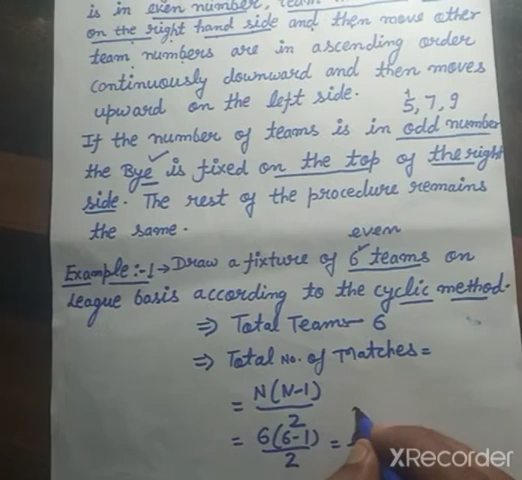 is in even number, team
on the right hand side and then move other
team numbers are in ascending order
continuously downward and then moves
upward on the left side.
5, 7, 9
If the number of teams is in odd number
the Bye is fixed on the top of the right
side. The rest of the procedure remains
the same.
even
Example:-1→Draw a fixture of 6 teams on
League basis according to the cyclic method.
⇒ Total Teams- 6
⇒ Total No. of Matches=
= N(N-1)
2
= 6(6-1) =
2
XRecorder